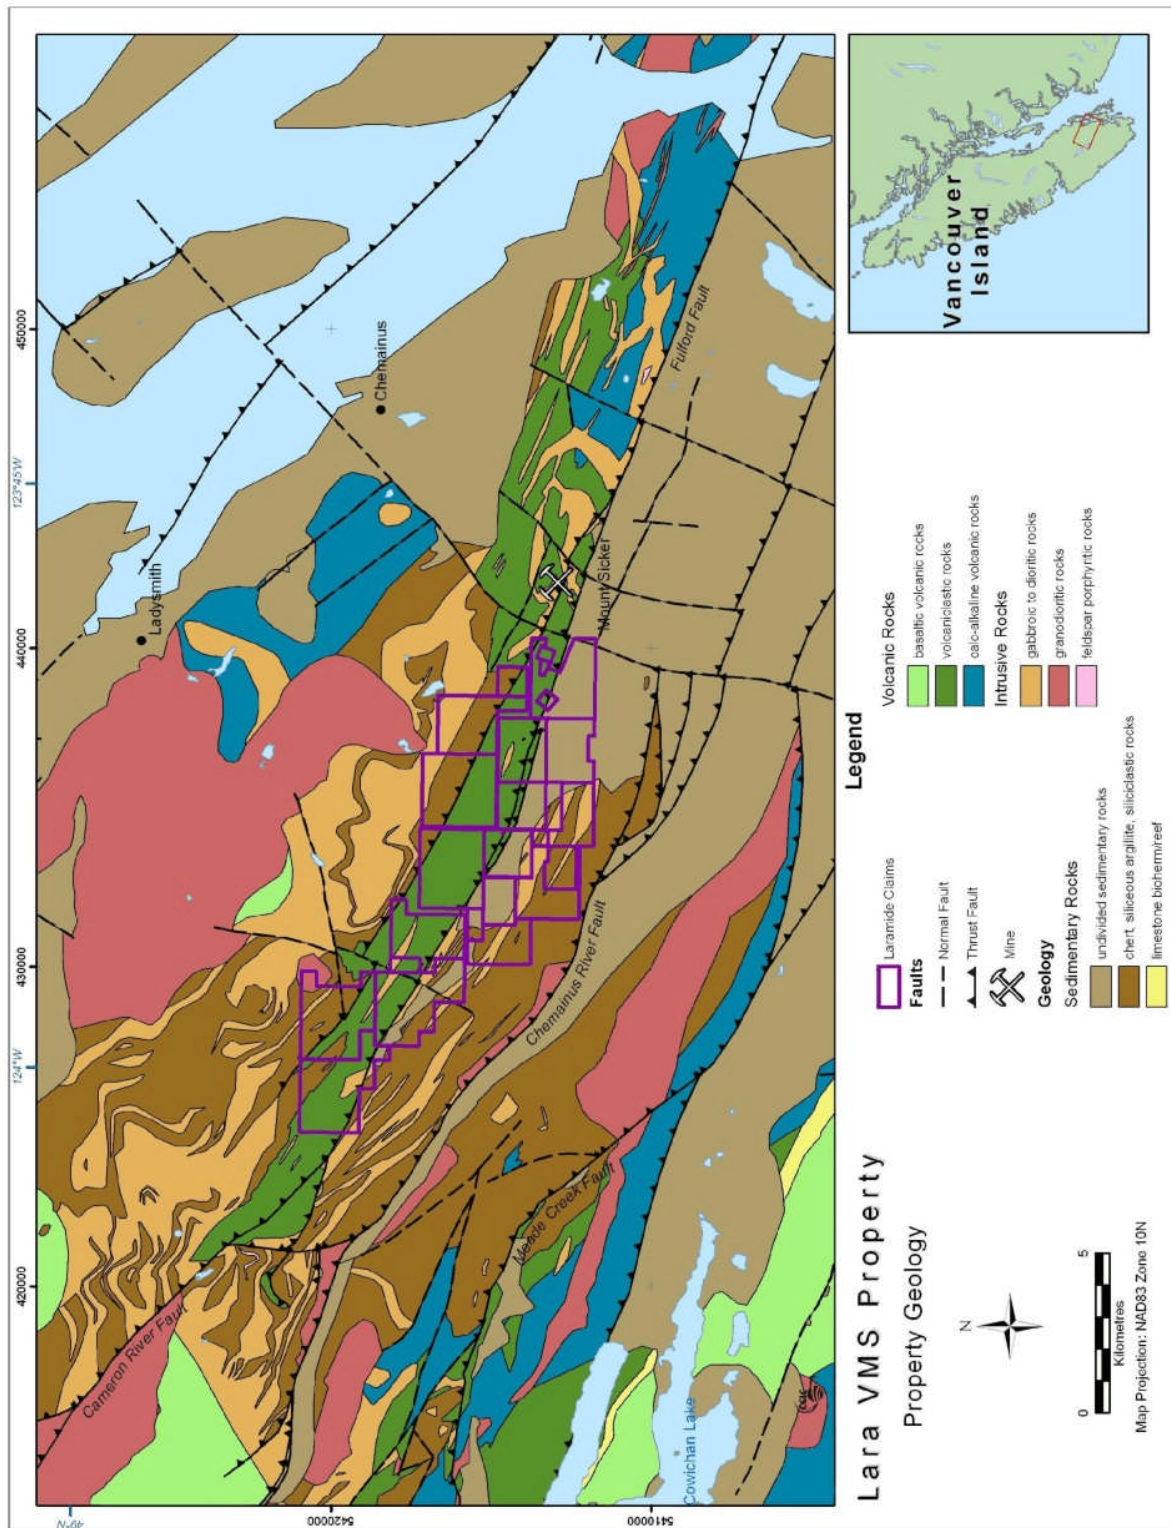 49°N
5420000
5410000
420000
124°W
430000
440000
123°45'W
450000
Cameron River Fault
Meade Creek Fault
Chemainus River Fault
Fulford Fault
Cowichan Lake
Ladysmith
Chemainus
Mount Sicker
Lara VMS Property
Property Geology
N
0
5
Kilometres
Map Projection: NAD83 Zone 10N
Legend
Laramide Claims
Faults
Normal Fault
Thrust Fault
Mine
Geology
Sedimentary Rocks
undivided sedimentary rocks
chert, siliceous argillite, siliciclastic rocks
limestone bioherm/reef
Volcanic Rocks
basaltic volcanic rocks
volcaniclastic rocks
calc-alkaline volcanic rocks
Intrusive Rocks
gabbroic to dioritic rocks
granodioritic rocks
feldspar porphyritic rocks
Vancouver
Island